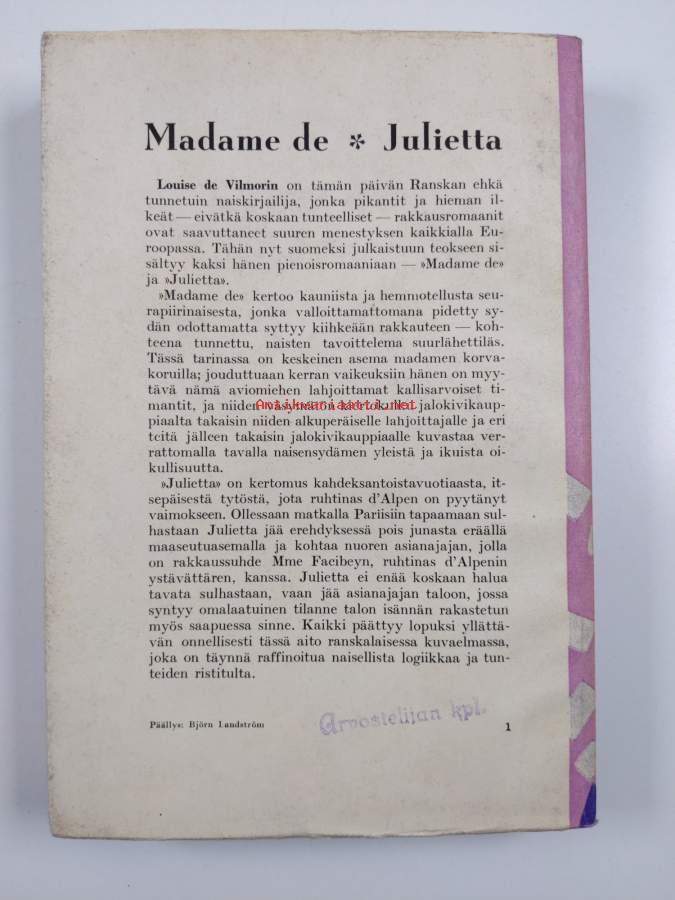 Madame de * Julietta
Louise de Vilmorin on tämän päivän Ranskan ehkä
tunnetuin naiskirjailija, jonka pikantit ja hieman il-
keät — eivätkä koskaan tunteelliset — rakkausromaanit
ovat saavuttaneet suuren menestyksen kaikkialla Eu-
roopassa. Tähän nyt suomeksi julkaistuun teokseen si-
sältyy kaksi hänen pienoisromaaniaan — »Madame de»
ja »Julietta».
»Madame de» kertoo kauniista ja hemmotellusta seu-
rapiirinaisesta, jonka valloittamattomana pidetty sy-
dän odottamatta syttyy kiihkeään rakkauteen — koh-
teena tunnettu, naisten tavoittelema suurlähettiläs.
Tässä tarinassa on keskeinen asema madamen korva-
koruilla; jouduttuaan kerran vaikeuksiin hänen on myy-
tävä nämä aviomiehen lahjoittamat kallisarvoiset ti-
mantit, ja niiden väsymätön kiertokulku jalokivikaup-
Antikvariaatti.net
piaalta takaisin niiden alkuperäiselle lahjoittajalle ja eri
teitä jälleen takaisin jalokivikauppiaalle kuvastaa ver-
rattomalla tavalla naisensydämen yleistä ja ikuista oi-
kullisuutta.
»Julietta» on kertomus kahdeksantoistavuotiaasta, it-
sepäisestä tytöstä, jota ruhtinas d'Alpen on pyytänyt
vaimokseen. Ollessaan matkalla Pariisiin tapaamaan sul-
hastaan Julietta jää erehdyksessä pois junasta eräällä
maaseutuasemalla ja kohtaa nuoren asianajajan, jolla
on rakkaussuhde Mme Facibeyn, ruhtinas d'Alpenin
ystävättären, kanssa. Julietta ei enää koskaan halua
tavata sulhastaan, vaan jää asianajajan taloon, jossa
syntyy omalaatuinen tilanne talon isännän rakastetun
myös saapuessa sinne. Kaikki päättyy lopuksi yllättä-
vän onnellisesti tässä aito ranskalaisessa kuvaelmassa,
joka on täynnä raffinoitua naisellista logiikkaa ja tun-
teiden ristitulta.
Arvostelijan kpl.
Päällys: Björn Landström
1